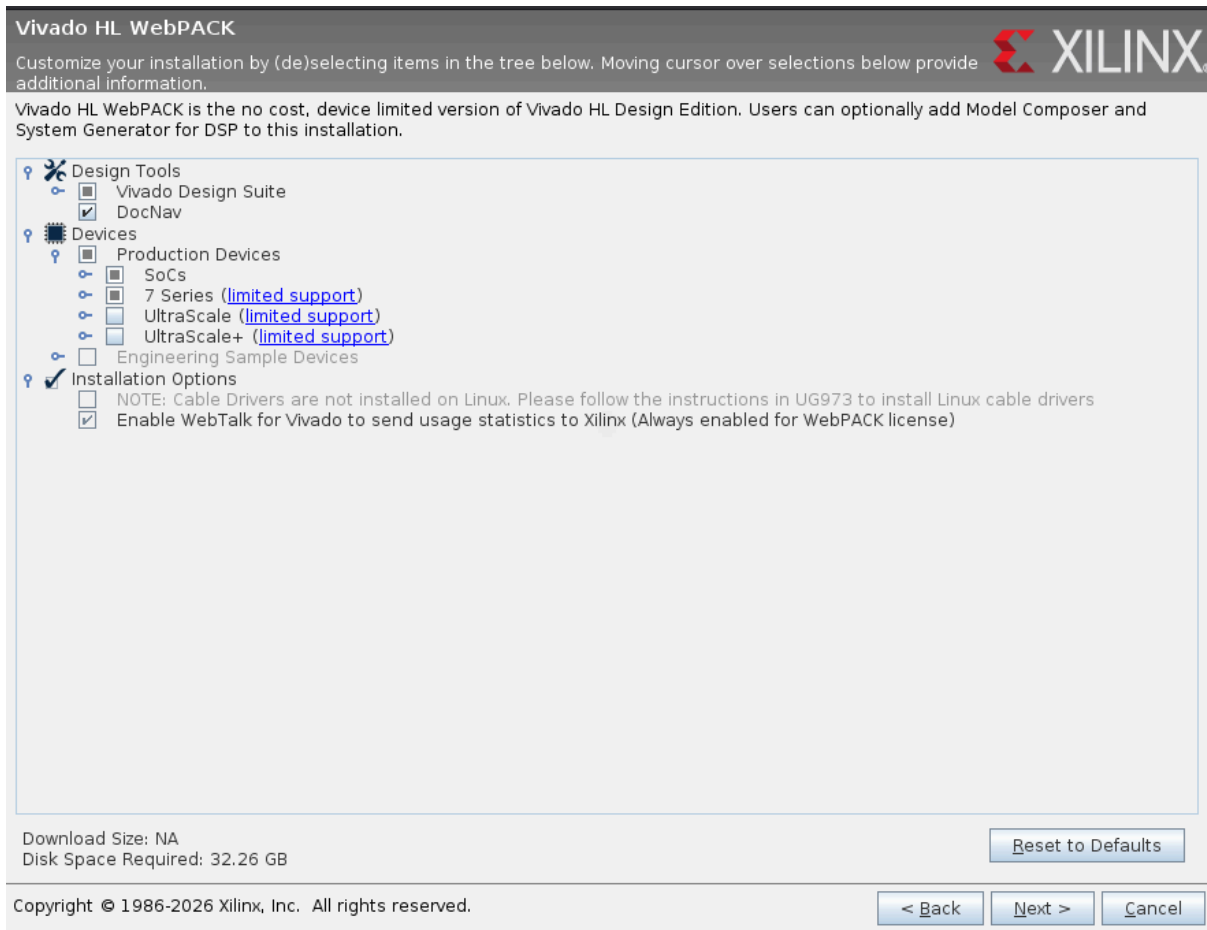 Vivado HL WebPACK
Customize your installation by (de)selecting items in the tree below. Moving cursor over selections below provide
additional information.
XILINX®
Vivado HL WebPACK is the no cost, device limited version of Vivado HL Design Edition. Users can optionally add Model Composer and
System Generator for DSP to this installation.
Design Tools
Vivado Design Suite
DocNav
Devices
Production Devices
SoCs
7 Series (limited support)
UltraScale (limited support)
UltraScale+ (limited support)
Engineering Sample Devices
Installation Options
NOTE: Cable Drivers are not installed on Linux. Please follow the instructions in UG973 to install Linux cable drivers
Enable WebTalk for Vivado to send usage statistics to Xilinx (Always enabled for WebPACK license)
Download Size: NA
Disk Space Required: 32.26 GB
Reset to Defaults
Copyright © 1986-2026 Xilinx, Inc. All rights reserved.
< Back
Next >
Cancel